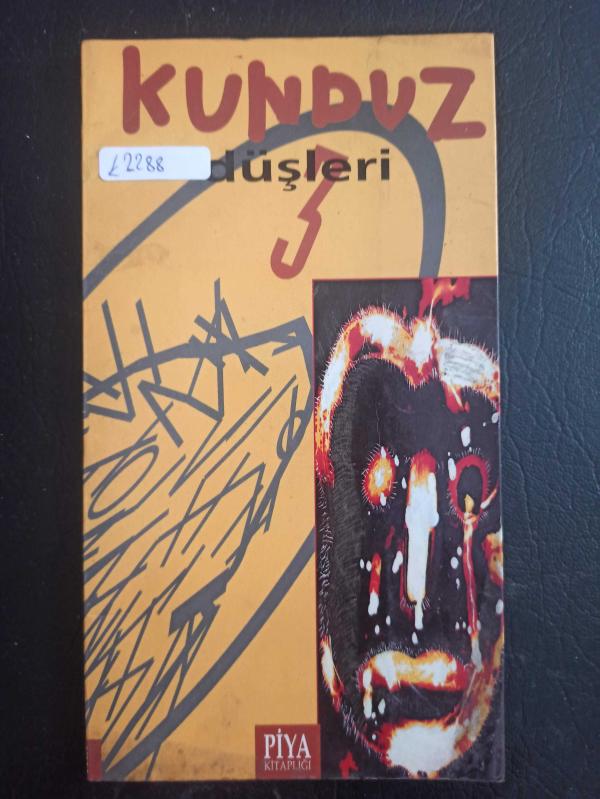 KUNDUZ
düşleri
£2288
3
PİYA
KİTAPLIĞI